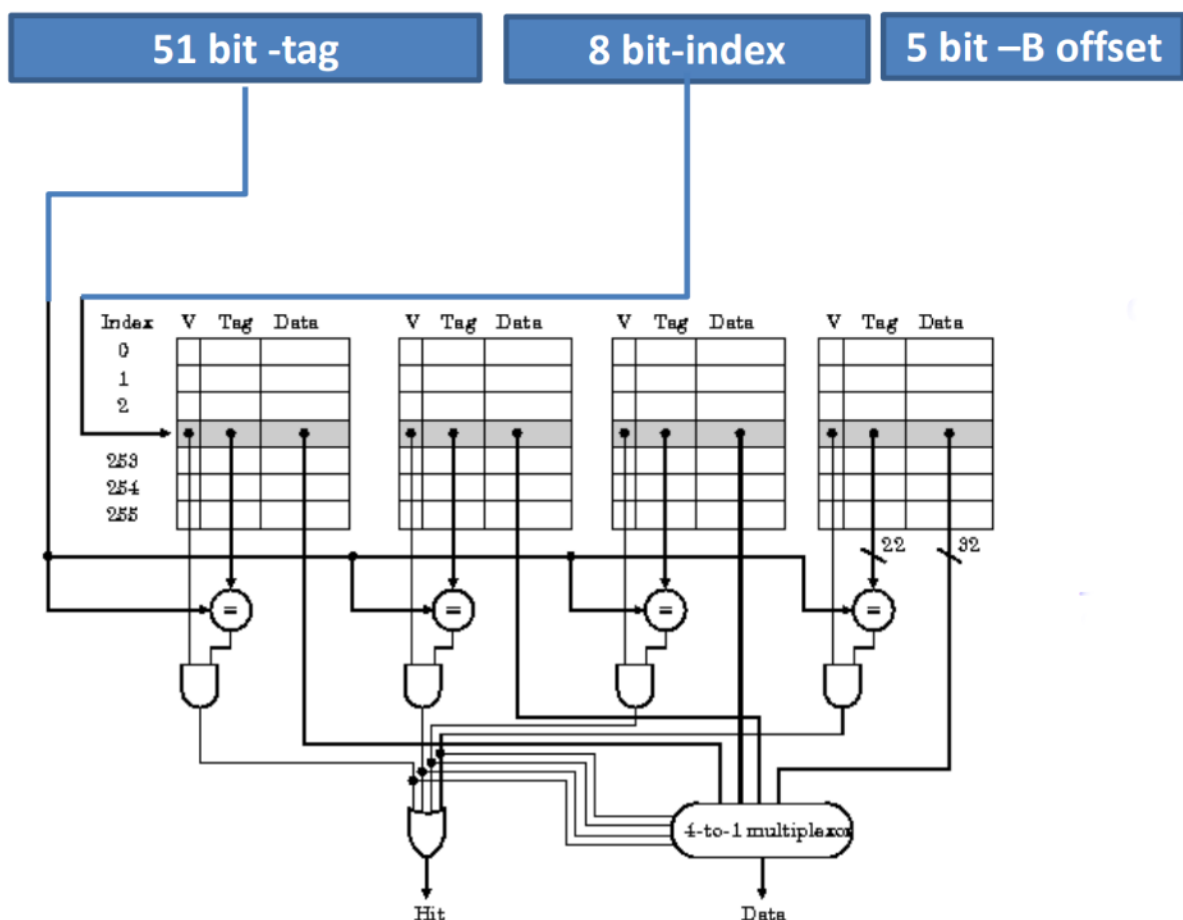 51 bit -tag
8 bit-index
5 bit –B offset
Index V Tag Data V Tag Data V Tag Data V Tag Data
0
1
2
253
254
255
22 32
= = = =
4-to-1 multiplexor
Hit Data